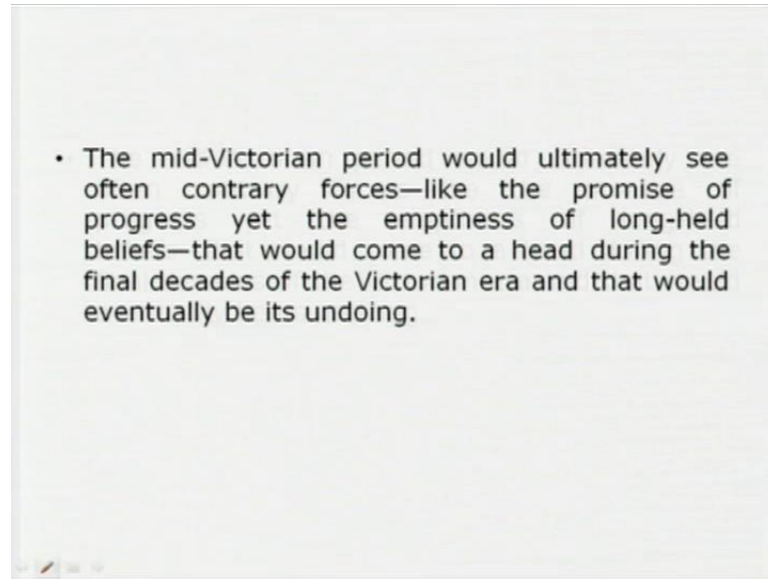 • The mid-Victorian period would ultimately see
often contrary forces—like the promise of
progress yet the emptiness of long-held
beliefs—that would come to a head during the
final decades of the Victorian era and that would
eventually be its undoing.